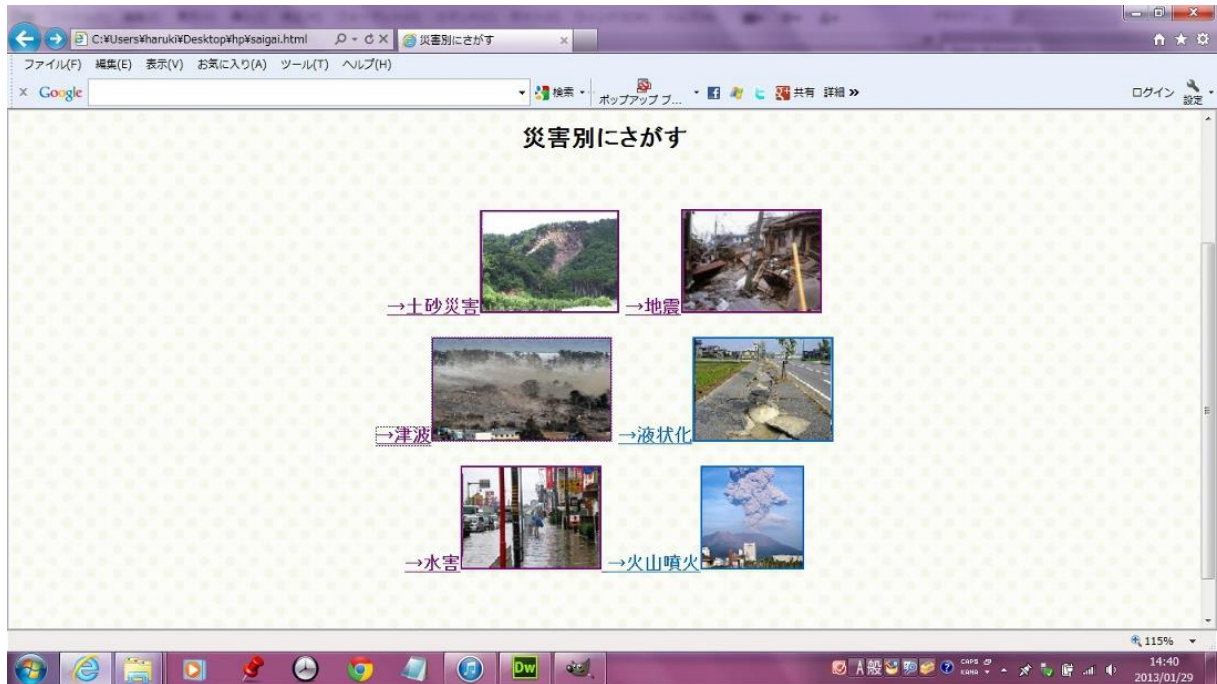 C:¥Users¥haruki¥Desktop¥hp¥saigai.html
災害別にさがす
ファイル(F) 編集(E) 表示(V) お気に入り(A) ツール(T) ヘルプ(H)
x Google 検索 ポップアップ ブ... 共有 詳細 » ログイン 設定
災害別にさがす
→土砂災害 →地震
→津波 →液状化
→水害 →火山噴火
115%
Dw A 般 CAPS KANA 14:40
2013/01/29